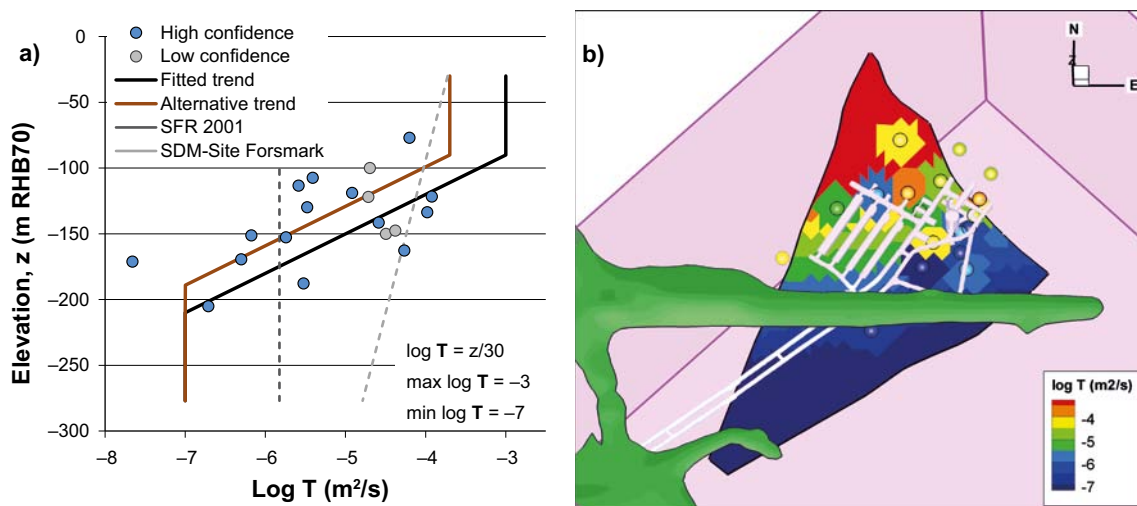 a)
High confidence
Low confidence
Fitted trend
Alternative trend
SFR 2001
SDM-Site Forsmark
0
–50
–100
–150
–200
–250
–300
Elevation, z (m RHB70)
log T = z/30
max log T = –3
min log T = –7
–8 –7 –6 –5 –4 –3
Log T (m²/s)
b)
N
Z
E
log T (m2/s)
-4
-5
-6
-7